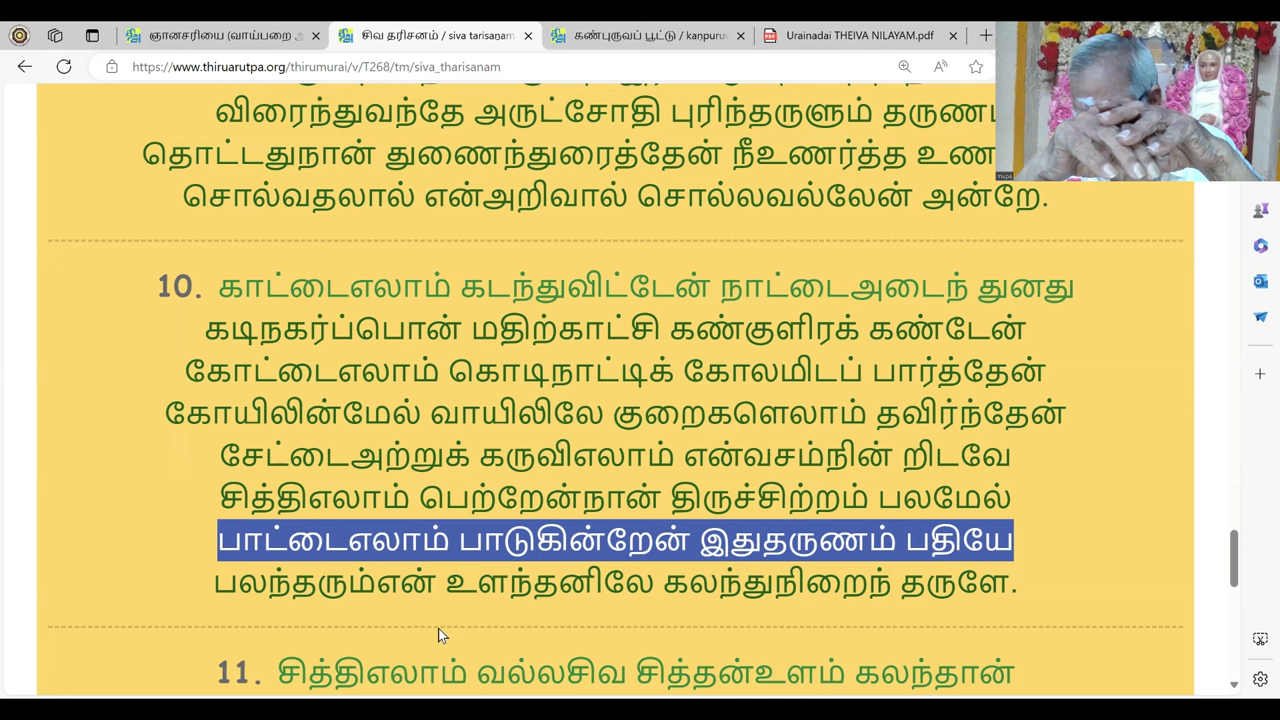 ஞானசரியை (வாய்பறை ஆ
சிவ தரிசனம் / siva tarisanam
கண்புருவப் பூட்டு / kaṇpuruv
Urainadai THEIVA NILAYAM.pdf
https://www.thiruarutpa.org/thirumurai/v/T268/tm/siva_tharisanam
விரைந்துவந்தே அருட்சோதி புரிந்தருளும் தருண
தொட்டதுநான் துணைந்துரைத்தேன் நீஉணர்த்த உண
சொல்வதலால் என்அறிவால் சொல்லவல்லேன் அன்றே.
10. காட்டைஎலாம் கடந்துவிட்டேன் நாட்டைஅடைந் துனது
கடிநகர்ப்பொன் மதிற்காட்சி கண்குளிரக் கண்டேன்
கோட்டைஎலாம் கொடிநாட்டிக் கோலமிடப் பார்த்தேன்
கோயிலின்மேல் வாயிலிலே குறைகளெலாம் தவிர்ந்தேன்
சேட்டைஅற்றுக் கருவிஎலாம் என்வசம்நின் றிடவே
சித்திஎலாம் பெற்றேன்நான் திருச்சிற்றம் பலமேல்
பாட்டைஎலாம் பாடுகின்றேன் இதுதருணம் பதியே
பலந்தரும்என் உளந்தனிலே கலந்துநிறைந் தருளே.
11. சித்திஎலாம் வல்லசிவ சித்தன்உளம் கலந்தான்